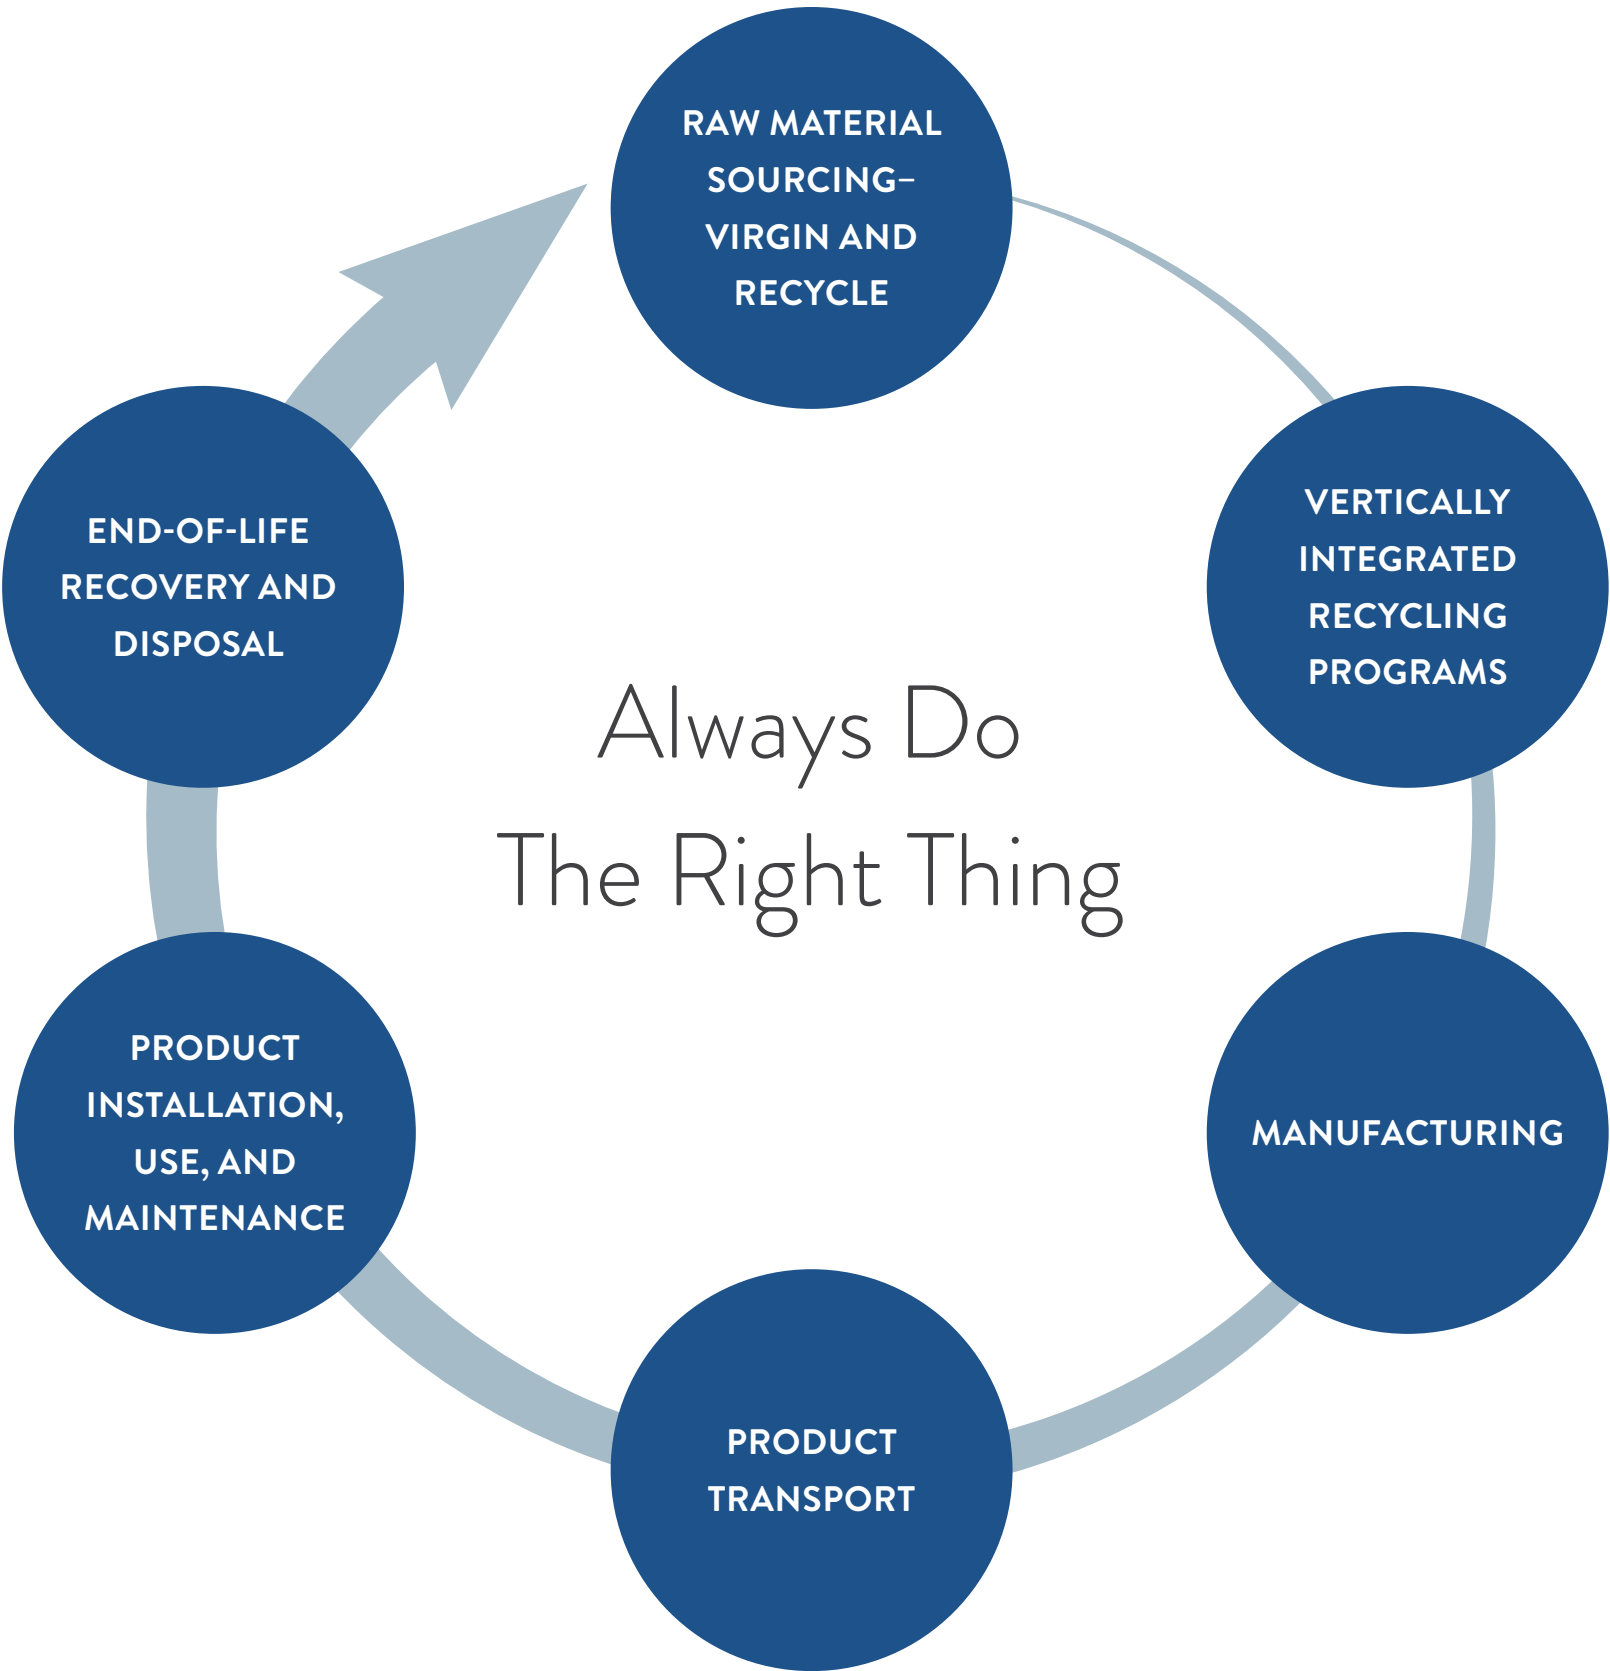 RAW MATERIAL
SOURCING–
VIRGIN AND
RECYCLE
VERTICALLY
INTEGRATED
RECYCLING
PROGRAMS
MANUFACTURING
PRODUCT
TRANSPORT
PRODUCT
INSTALLATION,
USE, AND
MAINTENANCE
END-OF-LIFE
RECOVERY AND
DISPOSAL
Always Do
The Right Thing